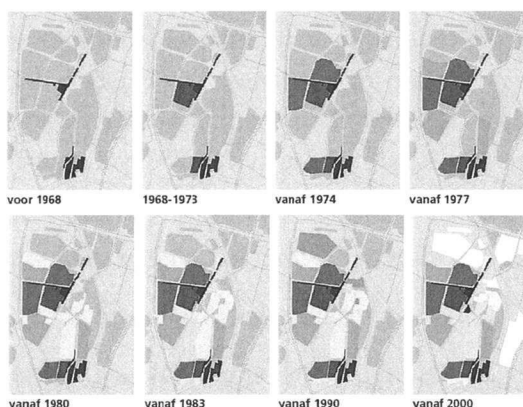 voor 1968
1968-1973
vanaf 1974
vanaf 1977
vanaf 1980
vanaf 1983
vanaf 1990
vanaf 2000